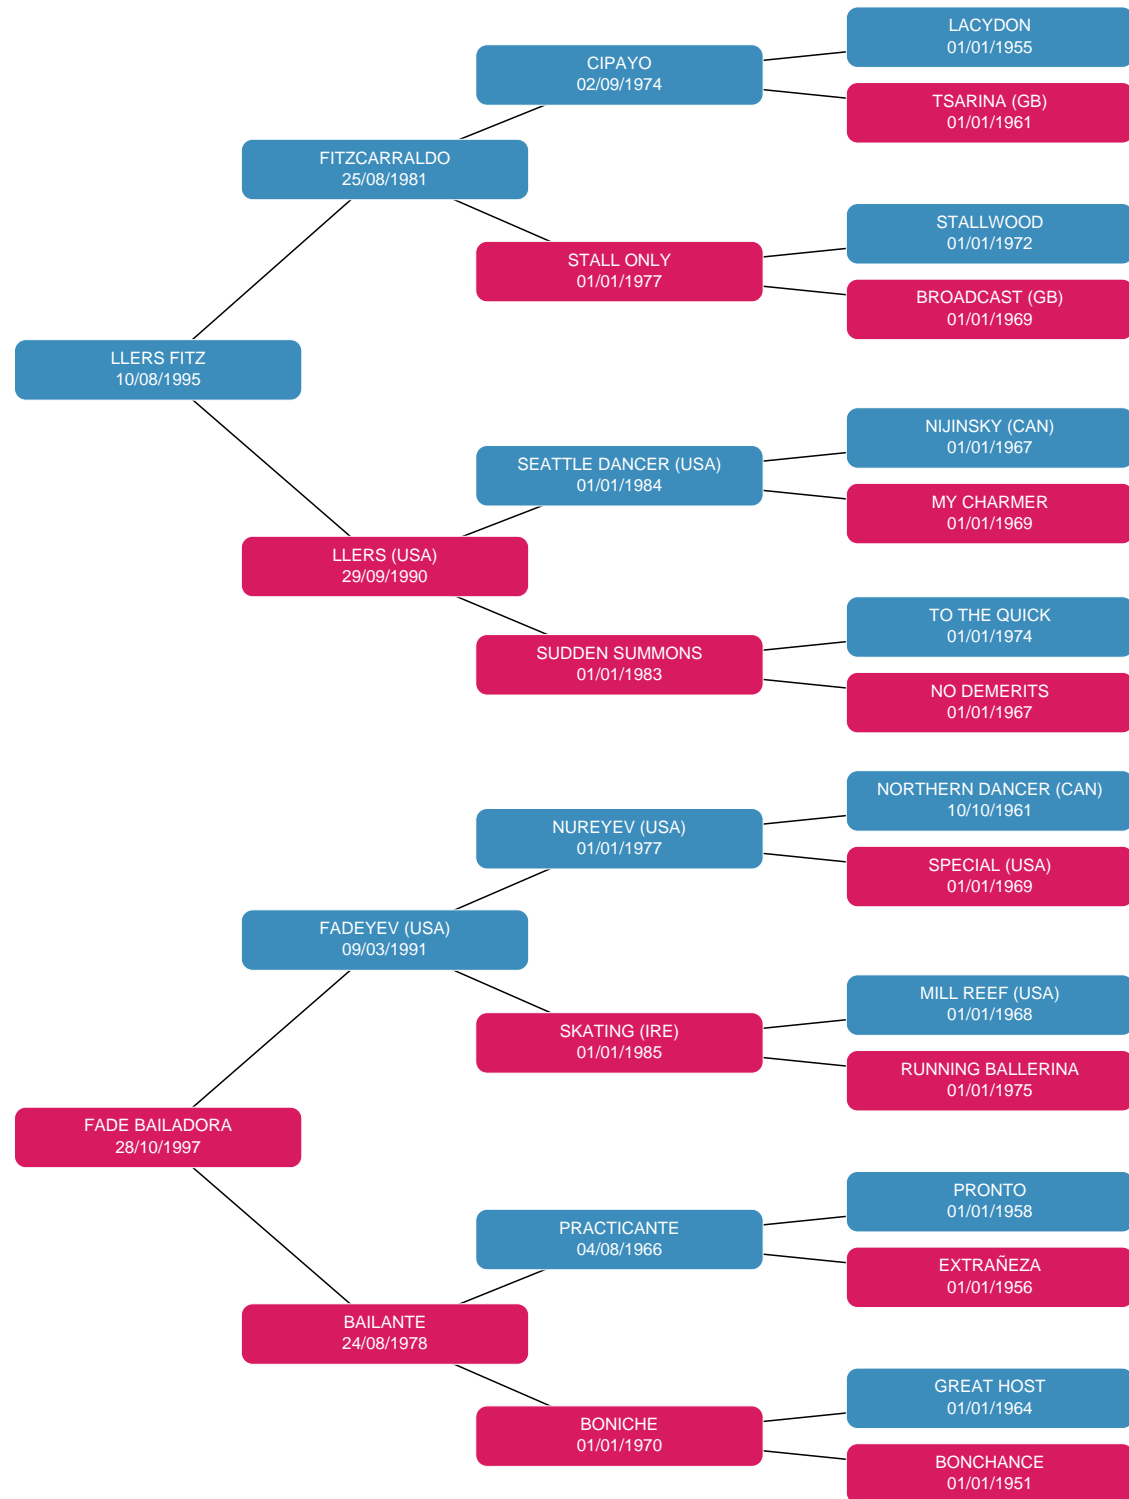 LACYDON
01/01/1955
CIPAYO
02/09/1974
TSARINA (GB)
01/01/1961
FITZCARRALDO
25/08/1981
STALLWOOD
01/01/1972
STALL ONLY
01/01/1977
BROADCAST (GB)
01/01/1969
LLERS FITZ
10/08/1995
NIJINSKY (CAN)
01/01/1967
SEATTLE DANCER (USA)
01/01/1984
MY CHARMER
01/01/1969
LLERS (USA)
29/09/1990
TO THE QUICK
01/01/1974
SUDDEN SUMMONS
01/01/1983
NO DEMERITS
01/01/1967
NORTHERN DANCER (CAN)
10/10/1961
NUREYEV (USA)
01/01/1977
SPECIAL (USA)
01/01/1969
FADEYEV (USA)
09/03/1991
MILL REEF (USA)
01/01/1968
SKATING (IRE)
01/01/1985
RUNNING BALLERINA
01/01/1975
FADE BAILADORA
28/10/1997
PRONTO
01/01/1958
PRACTICANTE
04/08/1966
EXTRAÑEZA
01/01/1956
BAILANTE
24/08/1978
GREAT HOST
01/01/1964
BONICHE
01/01/1970
BONCHANCE
01/01/1951